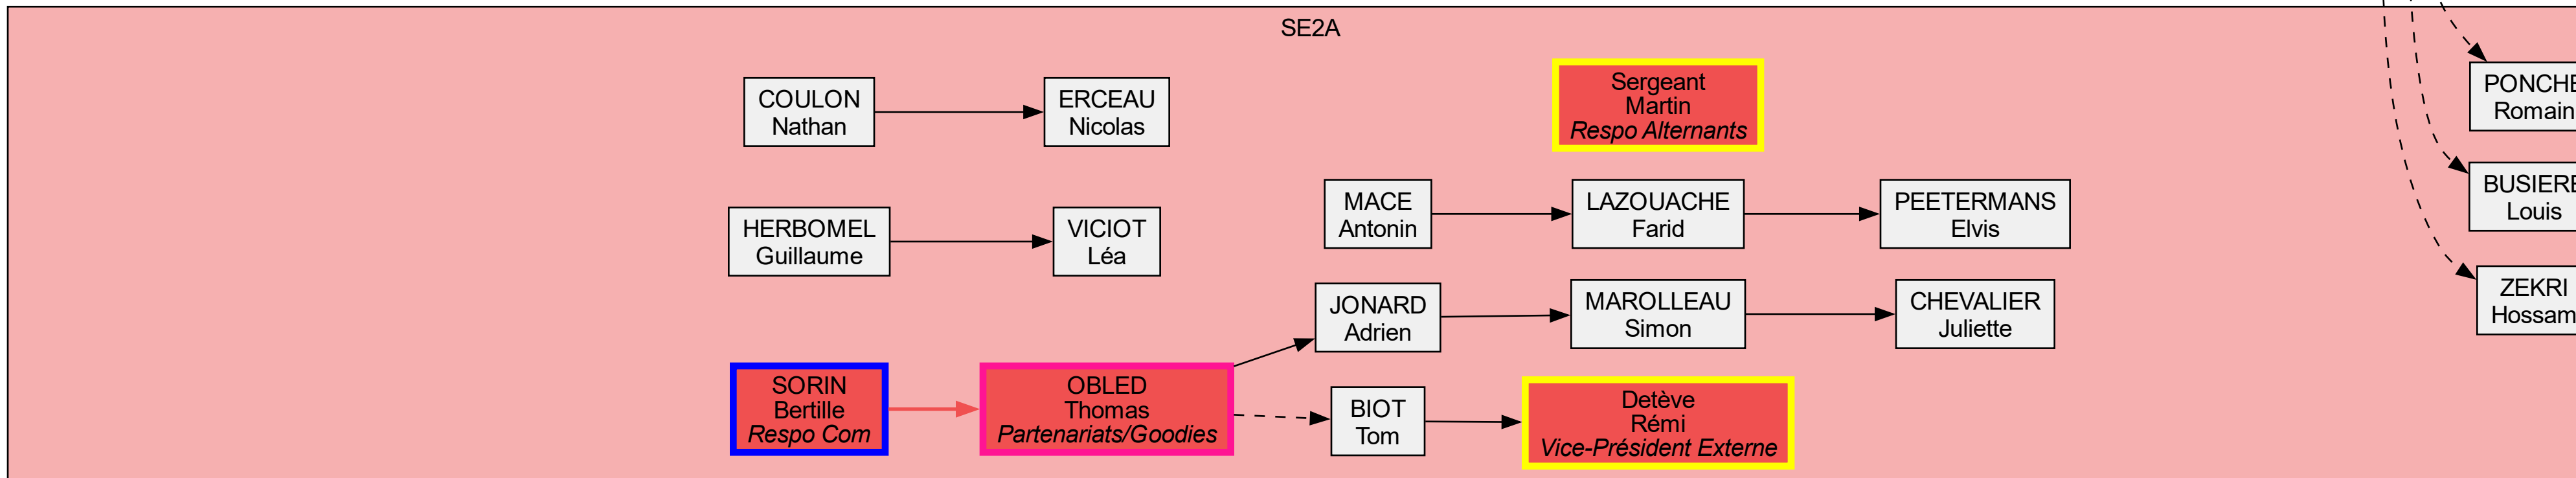 SE2A
COULON
Nathan
ERCEAU
Nicolas
Sergeant
Martin
Respo Alternants
PONCHE
Romain
HERBOMEL
Guillaume
VICIOT
Léa
MACE
Antonin
LAZOUACHE
Farid
PEETERMANS
Elvis
BUSIERE
Louis
JONARD
Adrien
MAROLLEAU
Simon
CHEVALIER
Juliette
ZEKRI
Hossam
SORIN
Bertille
Respo Com
OBLED
Thomas
Partenariats/Goodies
BIOT
Tom
Detève
Rémi
Vice-Président Externe